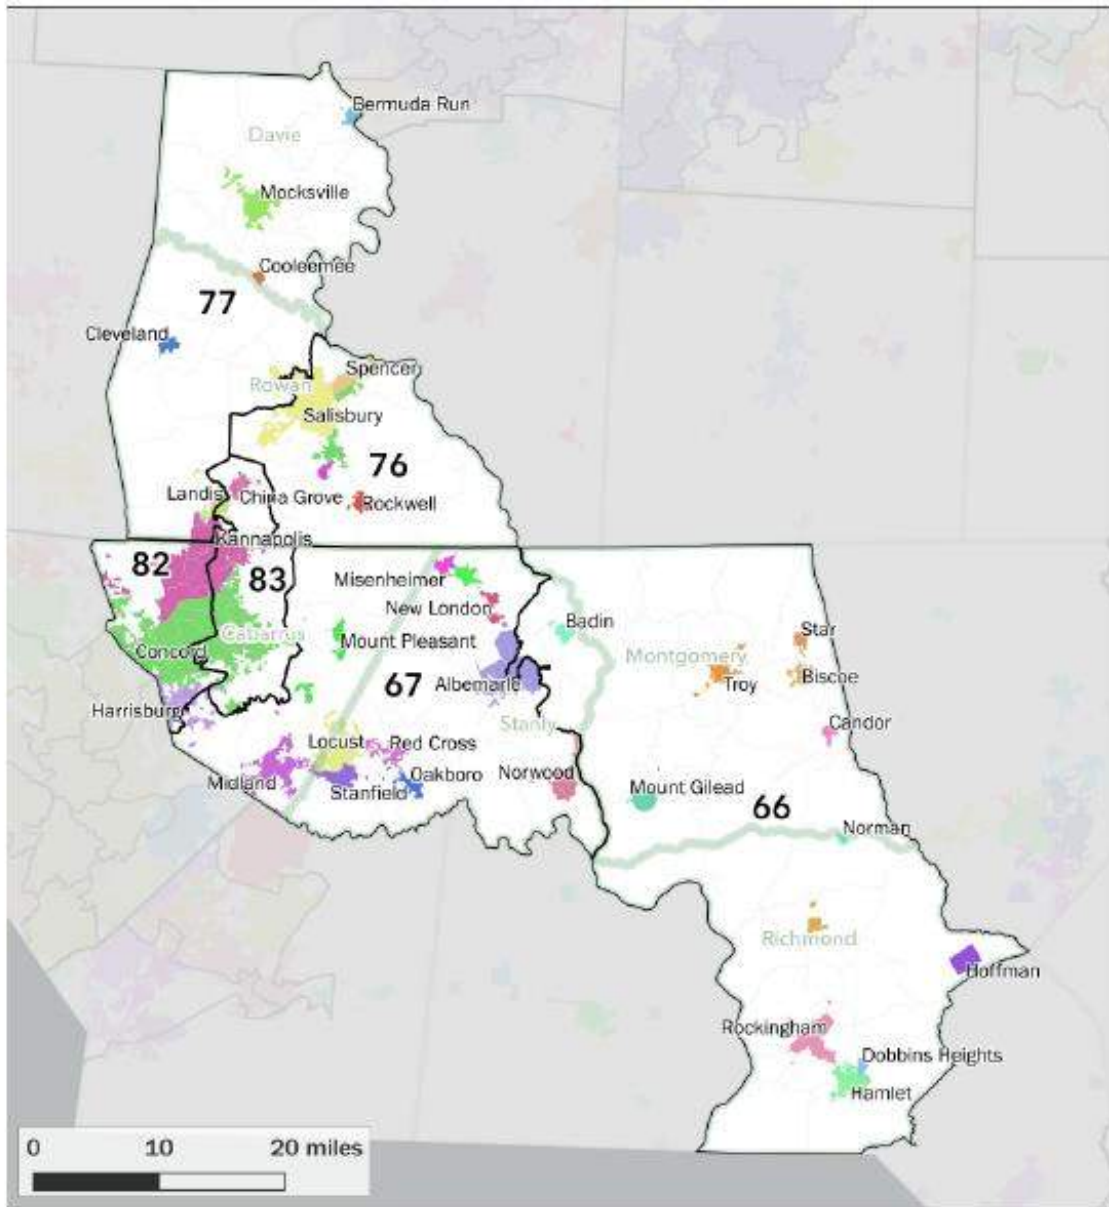 Bermuda Run
Davie
Mocksville
Cooleemee
77
Cleveland
Spencer
Rowan
Salisbury
76
Landis
China Grove
Rockwell
Kannapolis
82
83
Misenheimer
New London
Badin
Star
Cabarrus
Mount Pleasant
Concord
Montgomery
Troy
Biscoe
67
Albemarle
Harrisburg
Stanly
Candor
Locust
Red Cross
Midland
Stanfield
Oakboro
Norwood
Mount Gilead
66
Norman
Richmond
Hoffman
Rockingham
Dobbins Heights
Hamlet
0 10 20 miles